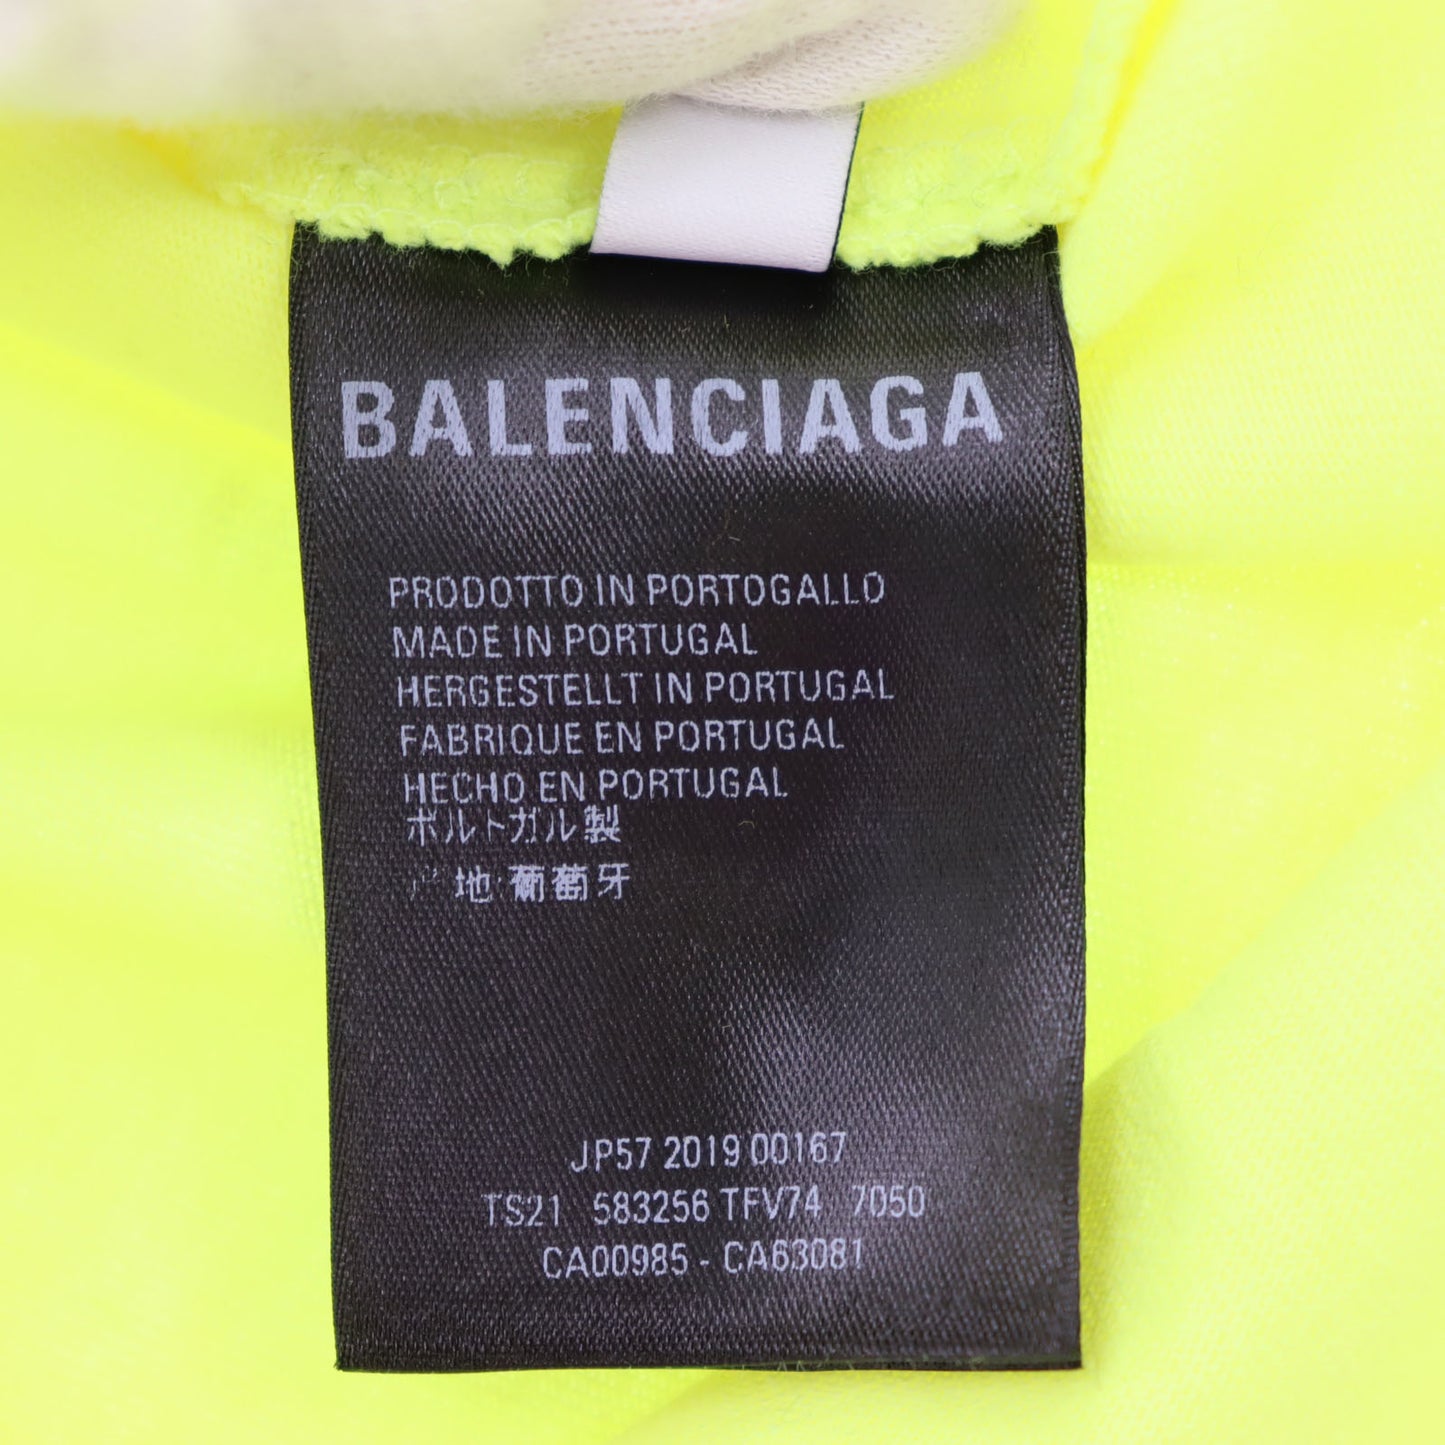 BALENCIAGA
PRODOTTO IN PORTOGALLO
MADE IN PORTUGAL
HERGESTELLT IN PORTUGAL
FABRIQUE EN PORTUGAL
HECHO EN PORTUGAL
ポルトガル製
产地:葡萄牙
JP57 2019 00167
TS21 583256 TFV74 7050
CA00985 - CA63081